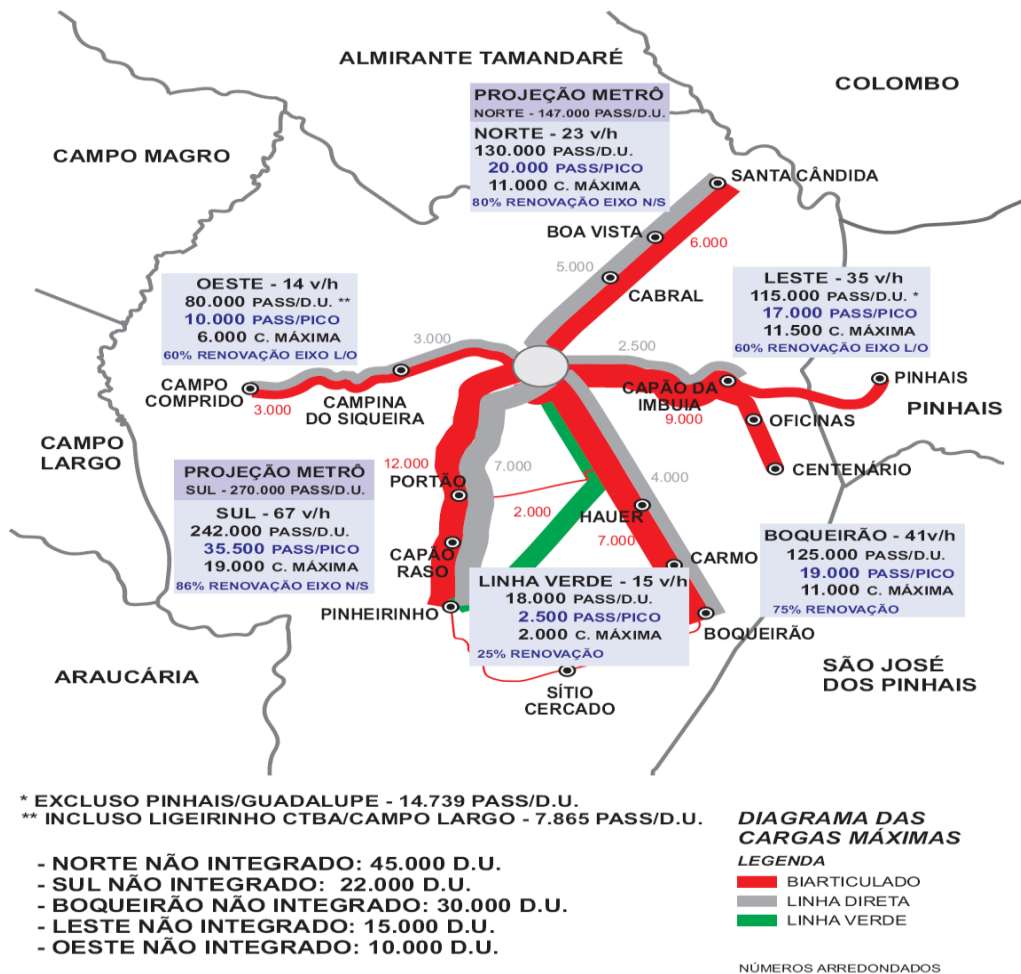 ALMIRANTE TAMANDARÉ
COLOMBO
PROJEÇÃO METRÔ
NORTE - 147.000 PASS/D.U.
NORTE - 23 v/h
130.000 PASS/D.U.
20.000 PASS/PICO
11.000 C. MÁXIMA
80% RENOVAÇÃO EIXO N/S
CAMPO MAGRO
SANTA CÂNDIDA
BOA VISTA
6.000
5.000
CABRAL
OESTE - 14 v/h
80.000 PASS/D.U. **
10.000 PASS/PICO
6.000 C. MÁXIMA
60% RENOVAÇÃO EIXO L/O
LESTE - 35 v/h
115.000 PASS/D.U. *
17.000 PASS/PICO
11.500 C. MÁXIMA
60% RENOVAÇÃO EIXO L/O
3.000
2.500
CAMPO
COMPRIDO
3.000
CAMPINA
DO SIQUEIRA
CAPÃO DA
IMBUIA
9.000
PINHAIS
PINHAIS
OFICINAS
CENTENÁRIO
CAMPO
LARGO
PROJEÇÃO METRÔ
SUL - 270.000 PASS/D.U.
SUL - 67 v/h
242.000 PASS/D.U.
35.500 PASS/PICO
19.000 C. MÁXIMA
86% RENOVAÇÃO EIXO N/S
12.000
PORTÃO
7.000
2.000
4.000
HAUER
7.000
CAPÃO
RASO
CARMO
BOQUEIRÃO - 41v/h
125.000 PASS/D.U.
19.000 PASS/PICO
11.000 C. MÁXIMA
75% RENOVAÇÃO
LINHA VERDE - 15 v/h
18.000 PASS/D.U.
2.500 PASS/PICO
2.000 C. MÁXIMA
25% RENOVAÇÃO
PINHEIRINHO
BOQUEIRÃO
SÍTIO
CERCADO
ARAUCÁRIA
SÃO JOSÉ
DOS PINHAIS
* EXCLUSO PINHAIS/GUADALUPE - 14.739 PASS/D.U.
** INCLUSO LIGEIRINHO CTBA/CAMPO LARGO - 7.865 PASS/D.U.
- NORTE NÃO INTEGRADO: 45.000 D.U.
- SUL NÃO INTEGRADO: 22.000 D.U.
- BOQUEIRÃO NÃO INTEGRADO: 30.000 D.U.
- LESTE NÃO INTEGRADO: 15.000 D.U.
- OESTE NÃO INTEGRADO: 10.000 D.U.
DIAGRAMA DAS
CARGAS MÁXIMAS
LEGENDA
BIARTICULADO
LINHA DIRETA
LINHA VERDE
NÚMEROS ARREDONDADOS